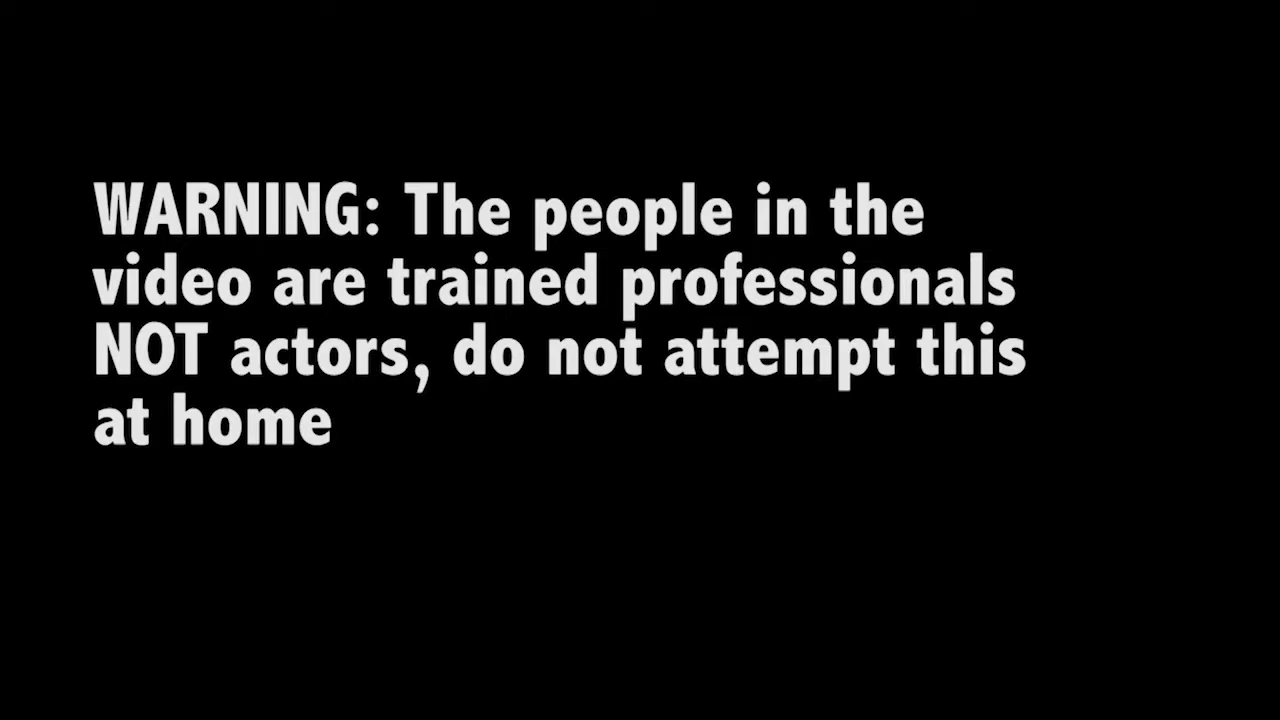 WARNING: The people in the
video are trained professionals
NOT actors, do not attempt this
at home